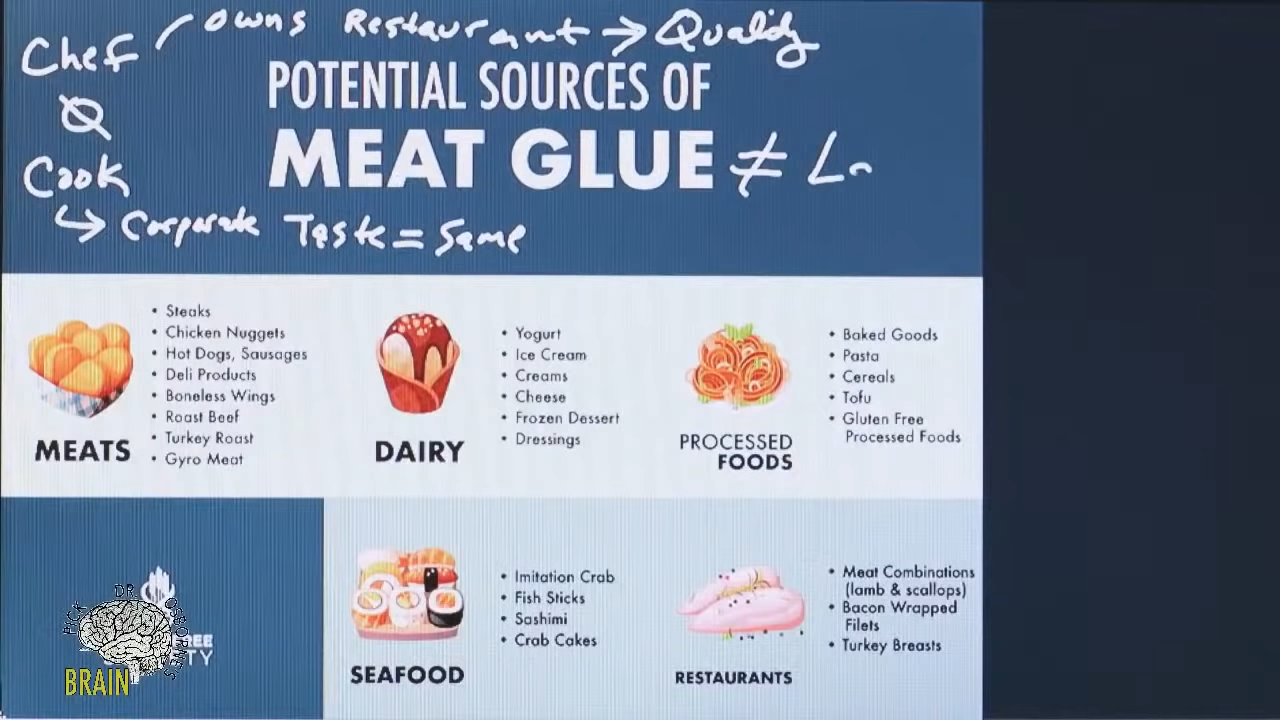 owns Restaurant → Quality
Chef
POTENTIAL SOURCES OF
MEAT GLUE ≠
Cook
↳ Corporate Taste = Same
• Steaks
• Chicken Nuggets
• Hot Dogs, Sausages
• Deli Products
• Boneless Wings
• Roast Beef
• Turkey Roast
• Gyro Meat
MEATS
• Yogurt
• Ice Cream
• Creams
• Cheese
• Frozen Dessert
• Dressings
DAIRY
• Baked Goods
• Pasta
• Cereals
• Tofu
• Gluten Free
Processed Foods
PROCESSED
FOODS
• Imitation Crab
• Fish Sticks
• Sashimi
• Crab Cakes
SEAFOOD
• Meat Combinations
(lamb & scallops)
• Bacon Wrapped
Filets
• Turkey Breasts
RESTAURANTS
DR
BRAIN